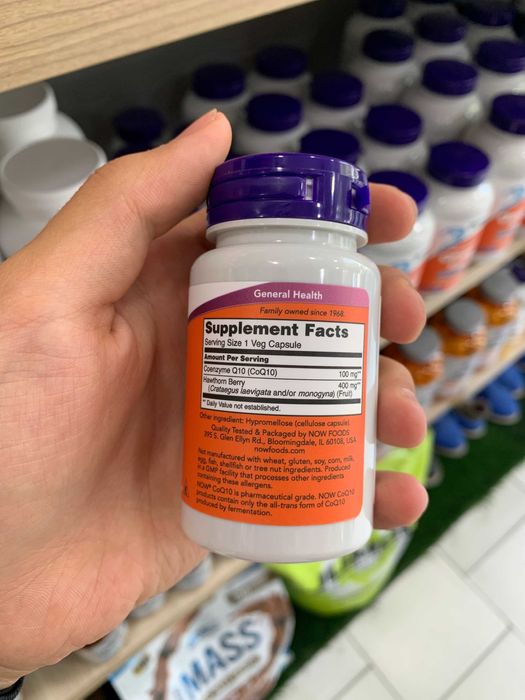 General Health
Family owned since 1968.
Supplement Facts
Serving Size 1 Veg Capsule
Amount Per Serving
Coenzyme Q10 (CoQ10) 100 mg**
Hawthorn Berry 400 mg**
(Crataegus laevigata and/or monogyna) (Fruit)
** Daily Value not established.
Other ingredient: Hypromellose (cellulose capsule).
Quality Tested & Packaged by NOW FOODS
395 S. Glen Ellyn Rd., Bloomingdale, IL 60108, USA
nowfoods.com
Not manufactured with wheat, gluten, soy, corn, milk,
egg, fish, shellfish or tree nut ingredients. Produced
in a GMP facility that processes other ingredients
containing these allergens.
NOW® CoQ10 is pharmaceutical grade. NOW CoQ10
products contain only the all-trans form of CoQ10
produced by fermentation.
MASS